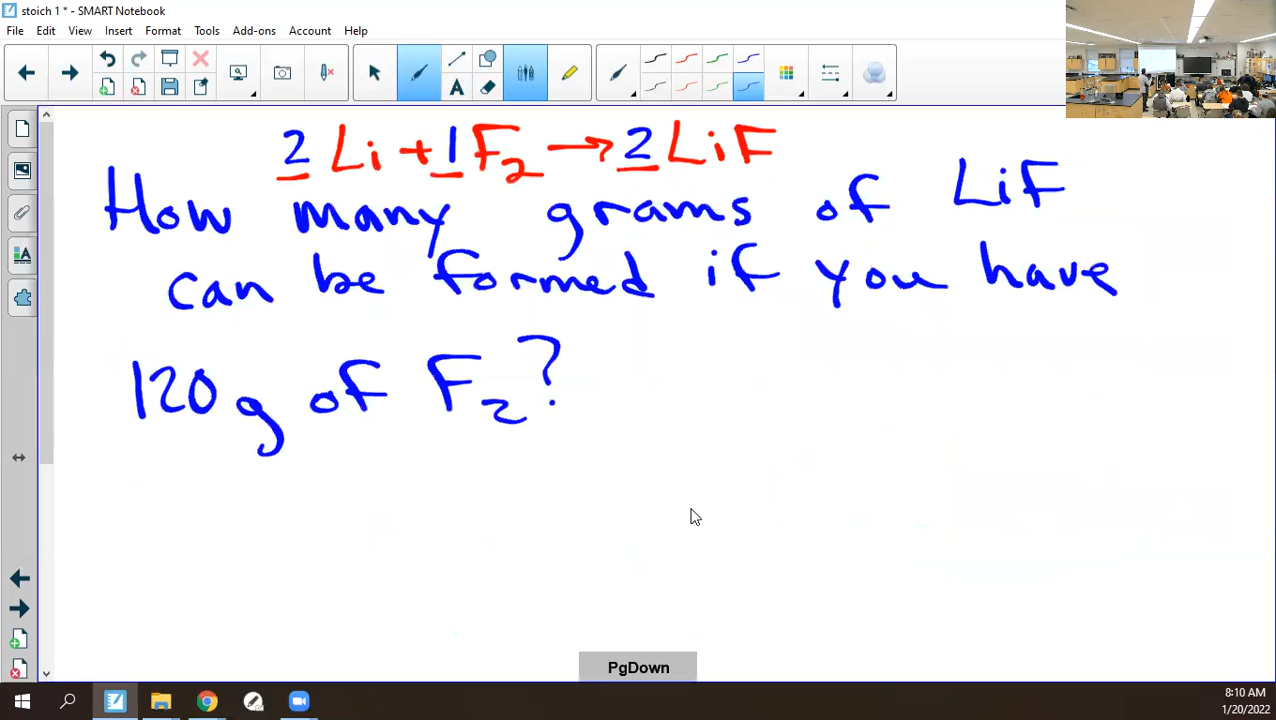 stoich 1 * - SMART Notebook
File Edit View Insert Format Tools Add-ons Account Help
2 Li + 1 F₂ → 2 LiF
How many grams of LiF
can be formed if you have
120g of F₂?
PgDown
8:10 AM
1/20/2022